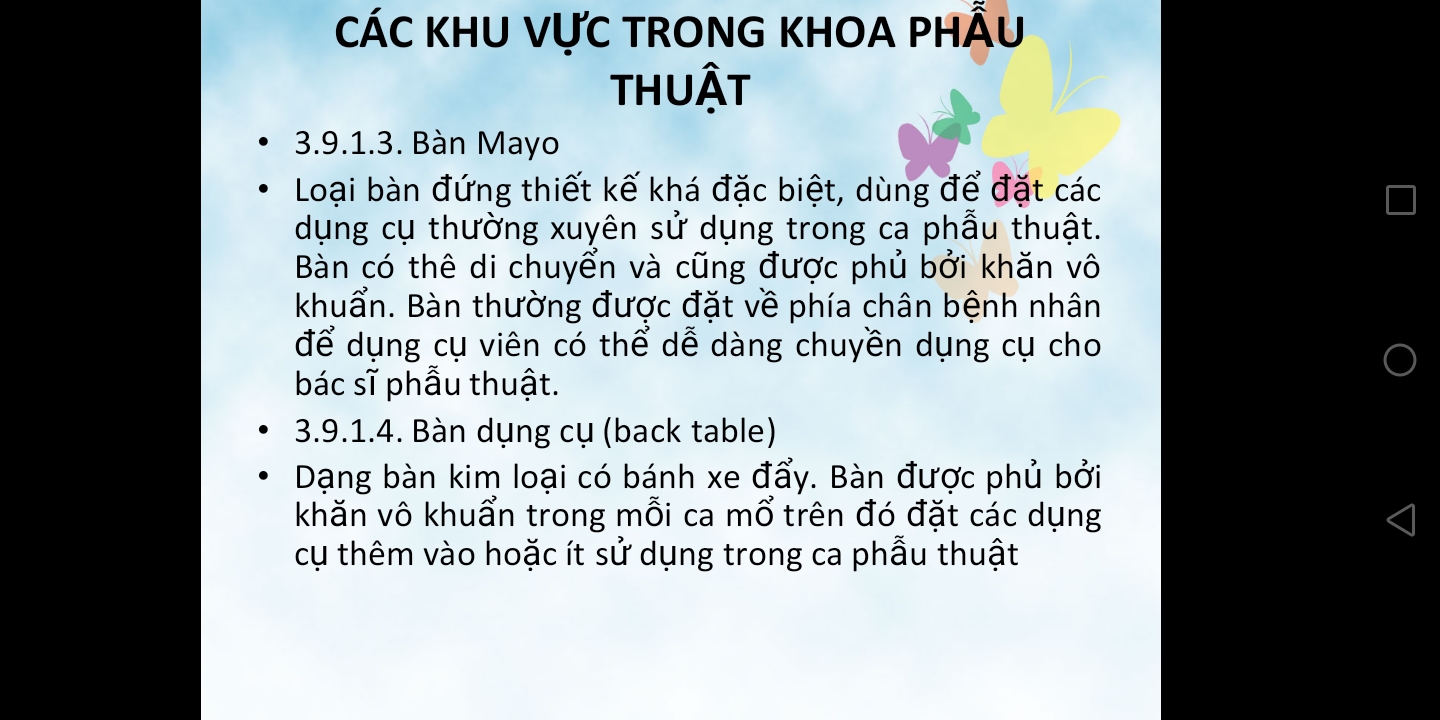 CÁC KHU VỰC TRONG KHOA PHẪU
THUẬT
• 3.9.1.3. Bàn Mayo
• Loại bàn đứng thiết kế khá đặc biệt, dùng để đặt các
dụng cụ thường xuyên sử dụng trong ca phẫu thuật.
Bàn có thê di chuyển và cũng được phủ bởi khăn vô
khuẩn. Bàn thường được đặt về phía chân bệnh nhân
để dụng cụ viên có thể dễ dàng chuyền dụng cụ cho
bác sĩ phẫu thuật.
• 3.9.1.4. Bàn dụng cụ (back table)
• Dạng bàn kim loại có bánh xe đẩy. Bàn được phủ bởi
khăn vô khuẩn trong mỗi ca mổ trên đó đặt các dụng
cụ thêm vào hoặc ít sử dụng trong ca phẫu thuật